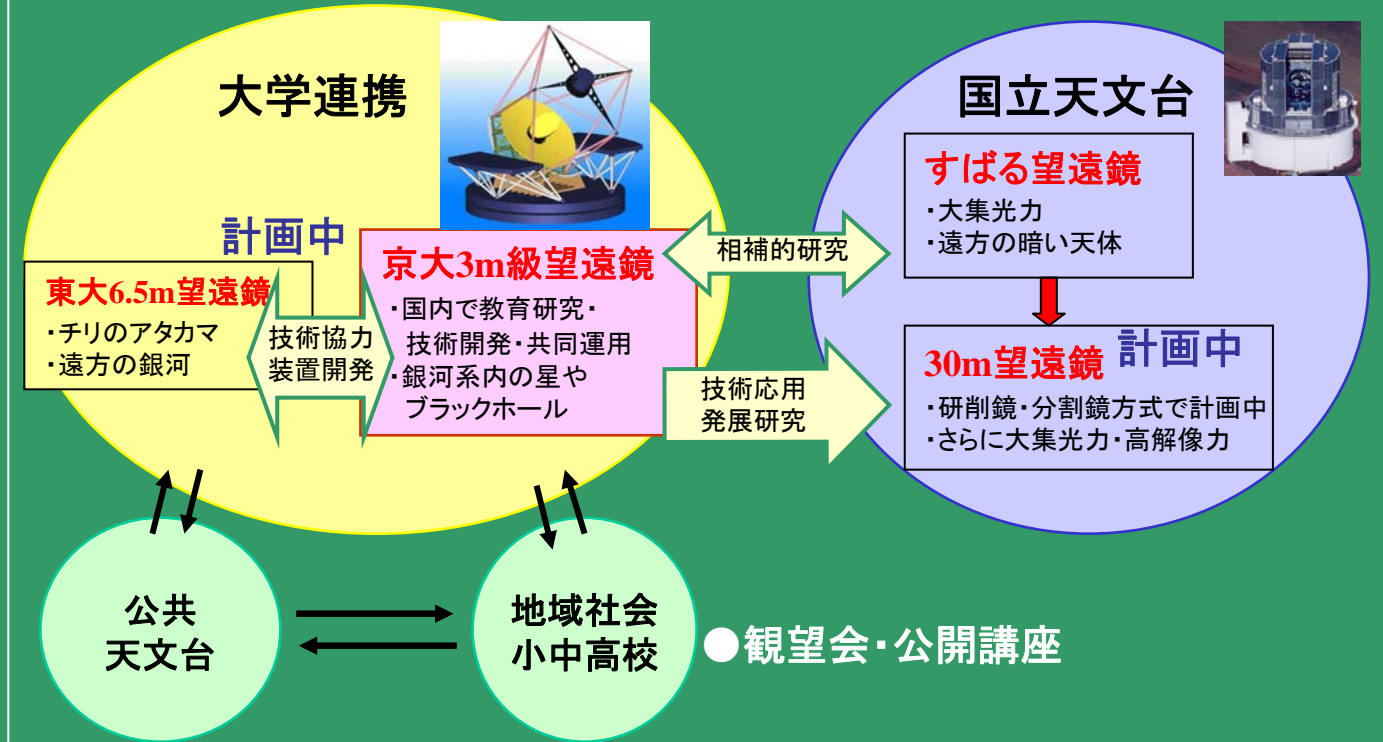 大学連携
計画中
東大6.5m望遠鏡
・チリのアタカマ
・遠方の銀河
技術協力
装置開発
京大3m級望遠鏡
・国内で教育研究・
技術開発・共同運用
・銀河系内の星や
ブラックホール
相補的研究
技術応用
発展研究
国立天文台
すばる望遠鏡
・大集光力
・遠方の暗い天体
30m望遠鏡
計画中
・研削鏡・分割鏡方式で計画中
・さらに大集光力・高解像力
公共
天文台
地域社会
小中高校
●観望会・公開講座